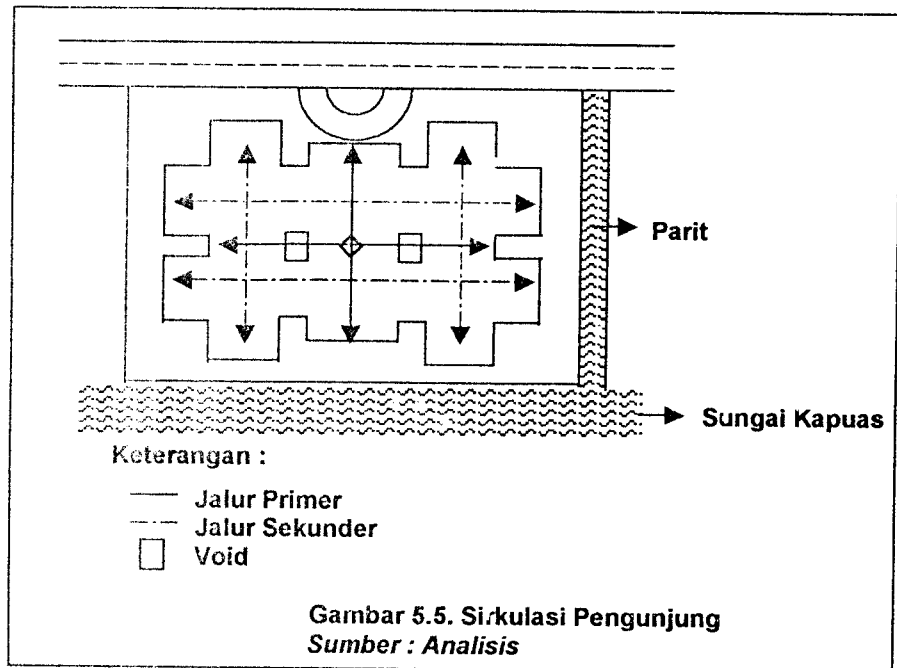 Parit
Sungai Kapuas
Keterangan :
Jalur Primer
Jalur Sekunder
Void
Gambar 5.5. Sirkulasi Pengunjung
Sumber : Analisis